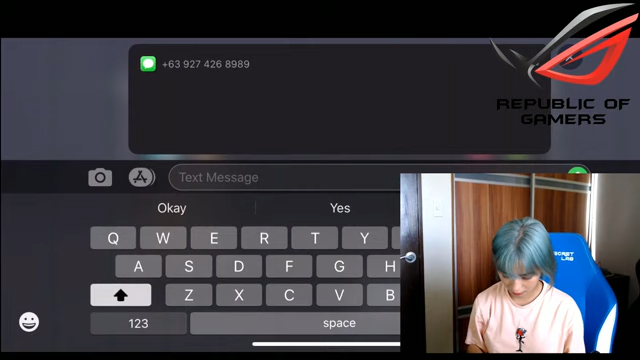 +63 927 426 8989
REPUBLIC OF
GAMERS
Text Message
Okay
Yes
Q W E R T Y
A S D F G H
Z X C V B
123
space